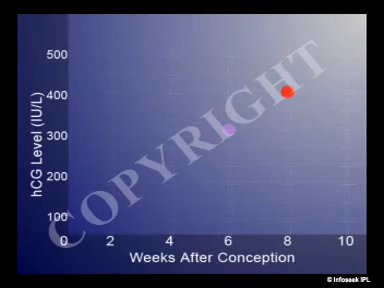 500
400
300
200
100
0 2 4 6 8 10
hCG Level (IU/L)
Weeks After Conception
COPYRIGHT
© Infoseek IPL